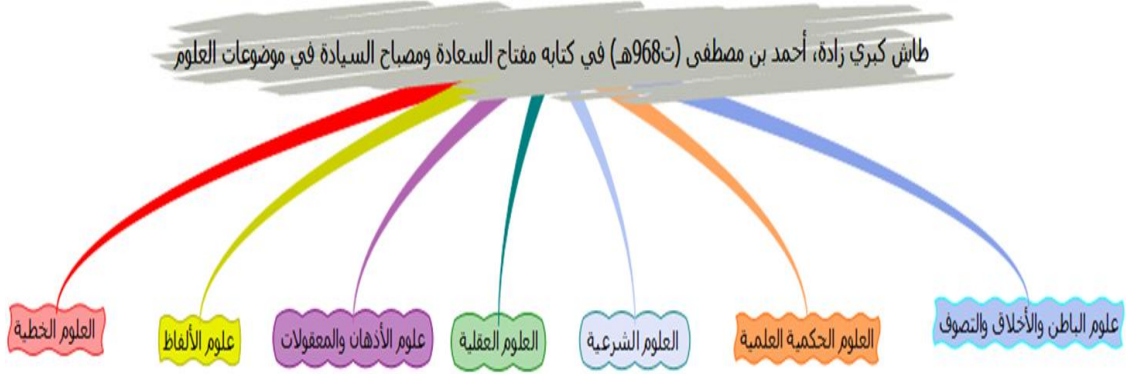 طاش كبري زادة، أحمد بن مصطفى (ت968هـ) في كتابه مفتاح السعادة ومصباح السيادة في موضوعات العلوم
علوم الباطن والأخلاق والتصوف
العلوم الحكمية العلمية
العلوم الشرعية
العلوم العقلية
علوم الأذهان والمعقولات
علوم الألفاظ
العلوم الخطية